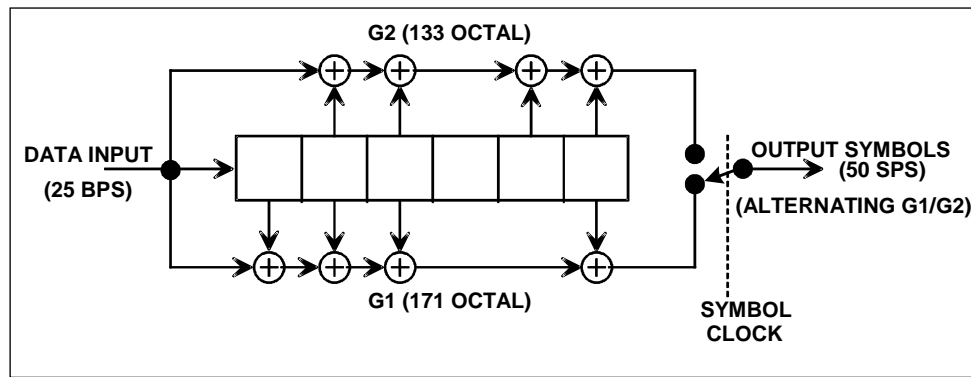 G2 (133 OCTAL)
DATA INPUT
(25 BPS)
OUTPUT SYMBOLS
(50 SPS)
(ALTERNATING G1/G2)
G1 (171 OCTAL)
SYMBOL
CLOCK